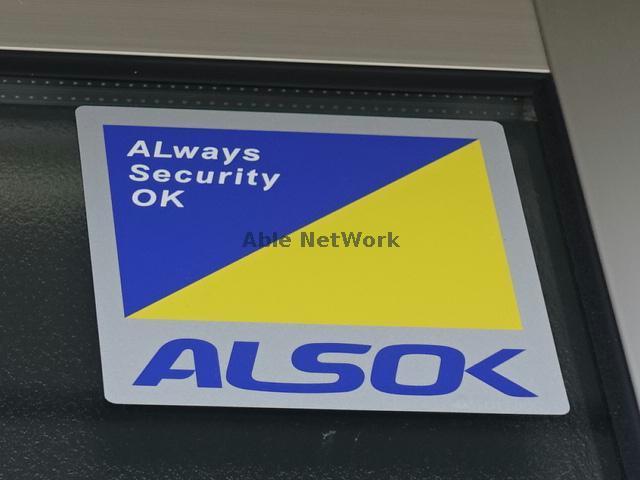 ALways
Security
OK
Able NetWork
ALSOK